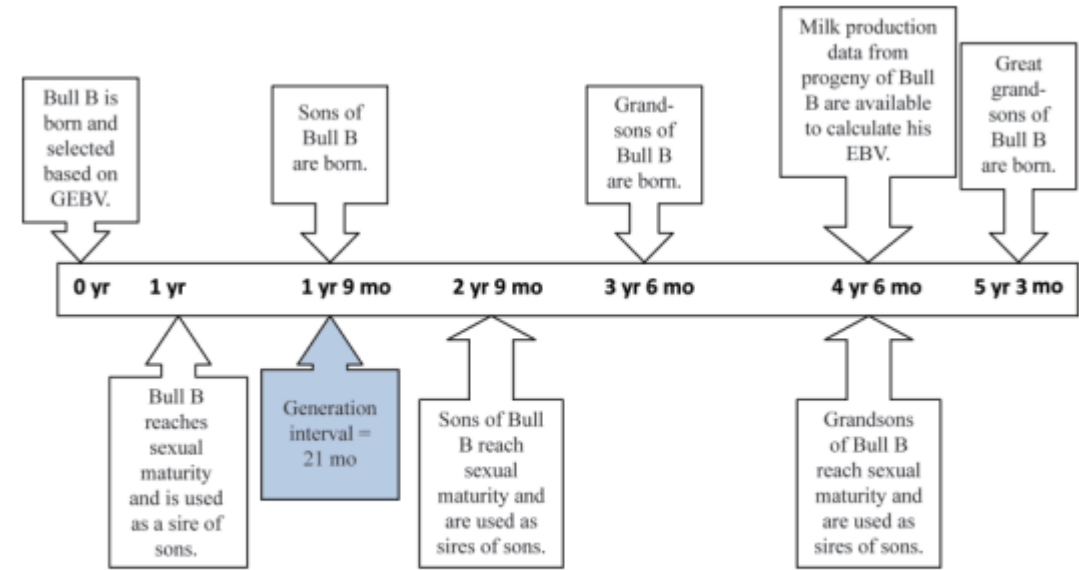 Bull B is
born and
selected
based on
GEBV.
Sons of
Bull B
are born.
Grand-
sons of
Bull B
are born.
Milk production
data from
progeny of Bull
B are available
to calculate his
EBV.
Great
grand-
sons of
Bull B
are born.
0 yr 1 yr 1 yr 9 mo 2 yr 9 mo 3 yr 6 mo 4 yr 6 mo 5 yr 3 mo
Bull B
reaches
sexual
maturity
and is used
as a sire of
sons.
Generation
interval =
21 mo
Sons of Bull
B reach
sexual
maturity and
are used as
sires of sons.
Grandsons
of Bull B
reach sexual
maturity and
are used as
sires of sons.